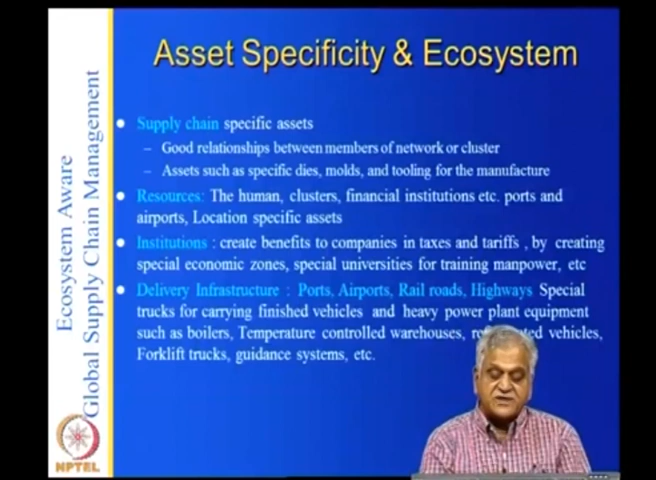 Asset Specificity & Ecosystem
Ecosystem Aware
Global Supply Chain Management
Supply chain specific assets
– Good relationships between members of network or cluster
– Assets such as specific dies, molds, and tooling for the manufacture
Resources: The human, clusters, financial institutions etc. ports and
airports, Location specific assets
Institutions : create benefits to companies in taxes and tariffs , by creating
special economic zones, special universities for training manpower, etc
Delivery Infrastructure : Ports, Airports, Rail roads, Highways Special
trucks for carrying finished vehicles and heavy power plant equipment
such as boilers, Temperature controlled warehouses, vehicles,
Forklift trucks, guidance systems, etc.
NPTEL